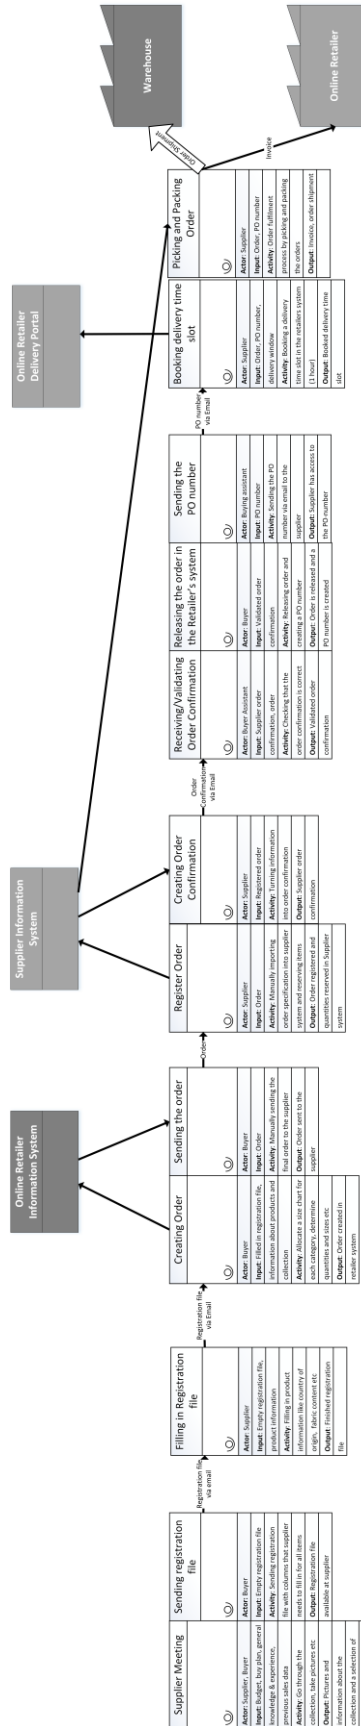 Online Retailer
Information System
Supplier Information
System
Online Retailer
Delivery Portal
Warehouse
Online Retailer
Order Shipment
Invoice
Supplier Meeting
Actor: Supplier, Buyer
Input: Budget, buy plan, general
knowledge & experience,
previous sales data
Activity: Go through the
collection, take pictures etc
Output: Pictures and
information about the
collection and a selection of
Sending registration
file
Actor: Buyer
Input: Empty registration file
Activity: Sending registration
file with columns that supplier
needs to fill in for all items
Output: Registration file
available at supplier
Registration file
via email
Filling in Registration
file
Actor: Supplier
Input: Empty registration file,
product information
Activity: Filling in product
information like country of
origin, fabric content etc
Output: Finished registration
file
Registration file
via Email
Creating Order
Actor: Buyer
Input: Filled in registration file,
information about products and
collection
Activity: Allocate a size chart for
each category, determine
quantities and sizes etc
Output: Order created in
retailer system
Sending the order
Actor: Buyer
Input: Order
Activity: Manually sending the
final order to the supplier
Output: Order sent to the
supplier
Order
Register Order
Actor: Supplier
Input: Order
Activity: Manually importing
order specification into supplier
system and reserving items
Output: Order registered and
quantities reserved in Supplier
system
Creating Order
Confirmation
Actor: Supplier
Input: Registered order
Activity: Turning information
into order confirmation
Output: Supplier order
confirmation
Order
Confirmation
via Email
Receiving/Validating
Order Confirmation
Actor: Buyer Assistant
Input: Supplier order
confirmation, order
Activity: Checking that the
order confirmation is correct
Output: Validated order
confirmation
Releasing the order in
the Retailer's system
Actor: Buyer
Input: Validated order
confirmation
Activity: Releasing order and
creating a PO number
Output: Order is released and a
PO number is created
Sending the
PO number
Actor: Buying assistant
Input: PO number
Activity: Sending the PO
number via email to the
supplier
Output: Supplier has access to
the PO-number
PO number
via Email
Booking delivery time
slot
Actor: Supplier
Input: Order, PO number,
delivery window
Activity: Booking a delivery
time slot in the retailers system
(1 hour)
Output: Booked delivery time
slot
Picking and Packing
Order
Actor: Supplier
Input: Order, PO number
Activity: Order fulfilment
process by picking and packing
the orders
Output: Invoice, order shipment